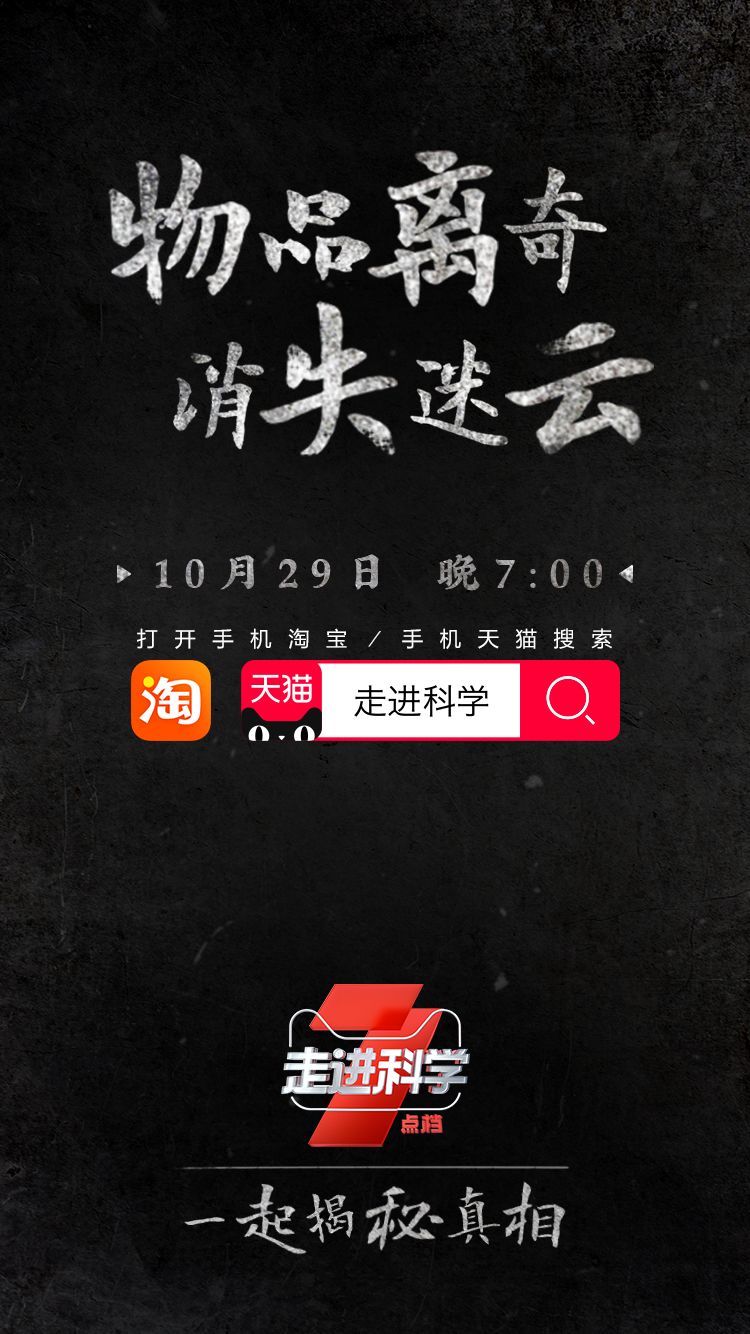 物品离奇
消失迷云
10月29日 晚7:00
打开手机淘宝/手机天猫搜索
淘 天猫 走进科学
7
走进科学
点档
一起揭秘真相